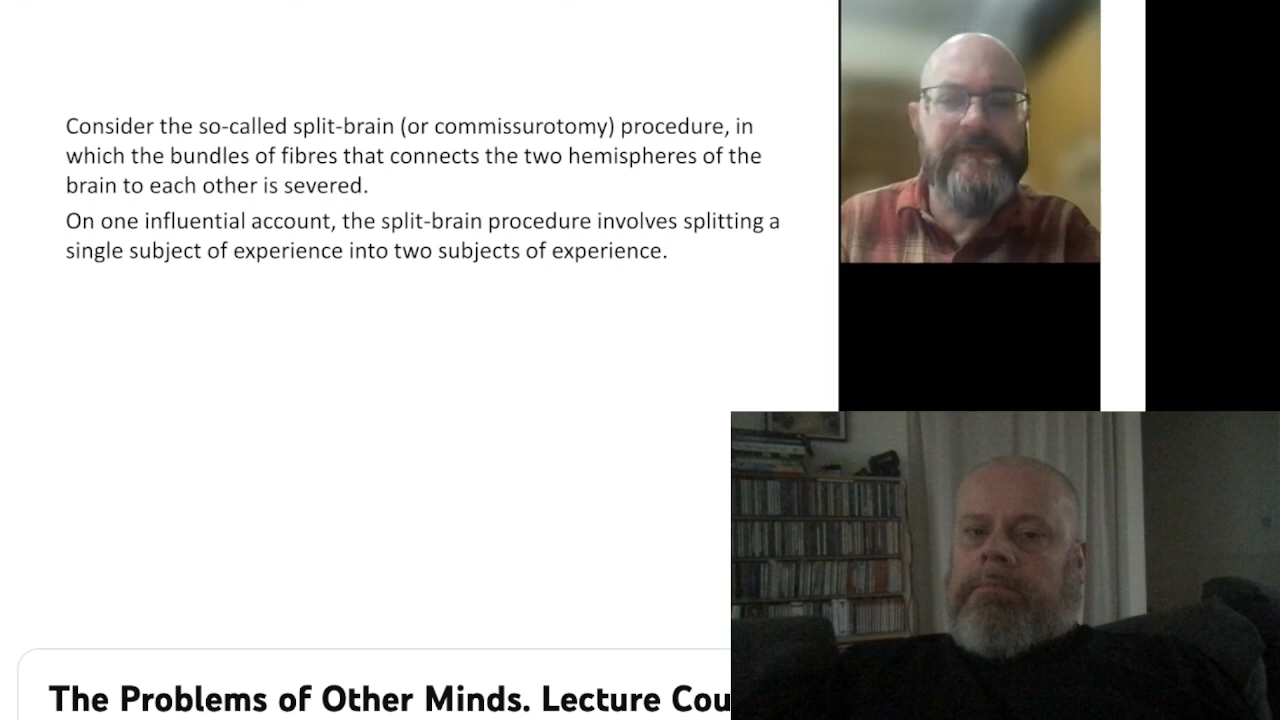 Consider the so-called split-brain (or commissurotomy) procedure, in
which the bundles of fibres that connects the two hemispheres of the
brain to each other is severed.
On one influential account, the split-brain procedure involves splitting a
single subject of experience into two subjects of experience.
The Problems of Other Minds. Lecture Cou